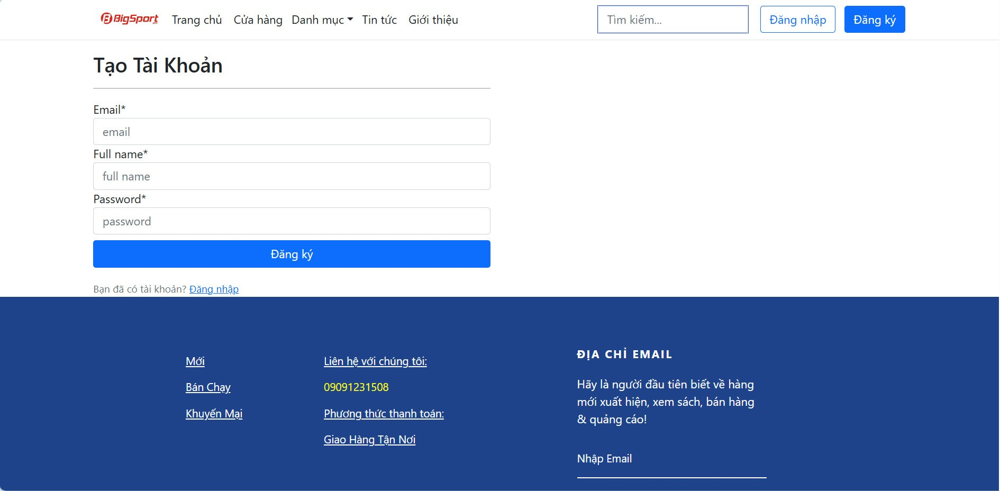 BigSport.vn Trang chủ Cửa hàng Danh mục Tin tức Giới thiệu Tìm kiếm... Đăng nhập Đăng ký
Tạo Tài Khoản
Email*
email
Full name*
full name
Password*
password
Đăng ký
Bạn đã có tài khoản? Đăng nhập
Mới
Bán Chạy
Khuyến Mại
Liên hệ với chúng tôi:
09091231508
Phương thức thanh toán:
Giao Hàng Tận Nơi
ĐỊA CHỈ EMAIL
Hãy là người đầu tiên biết về hàng
mới xuất hiện, xem sách, bán hàng
& quảng cáo!
Nhập Email